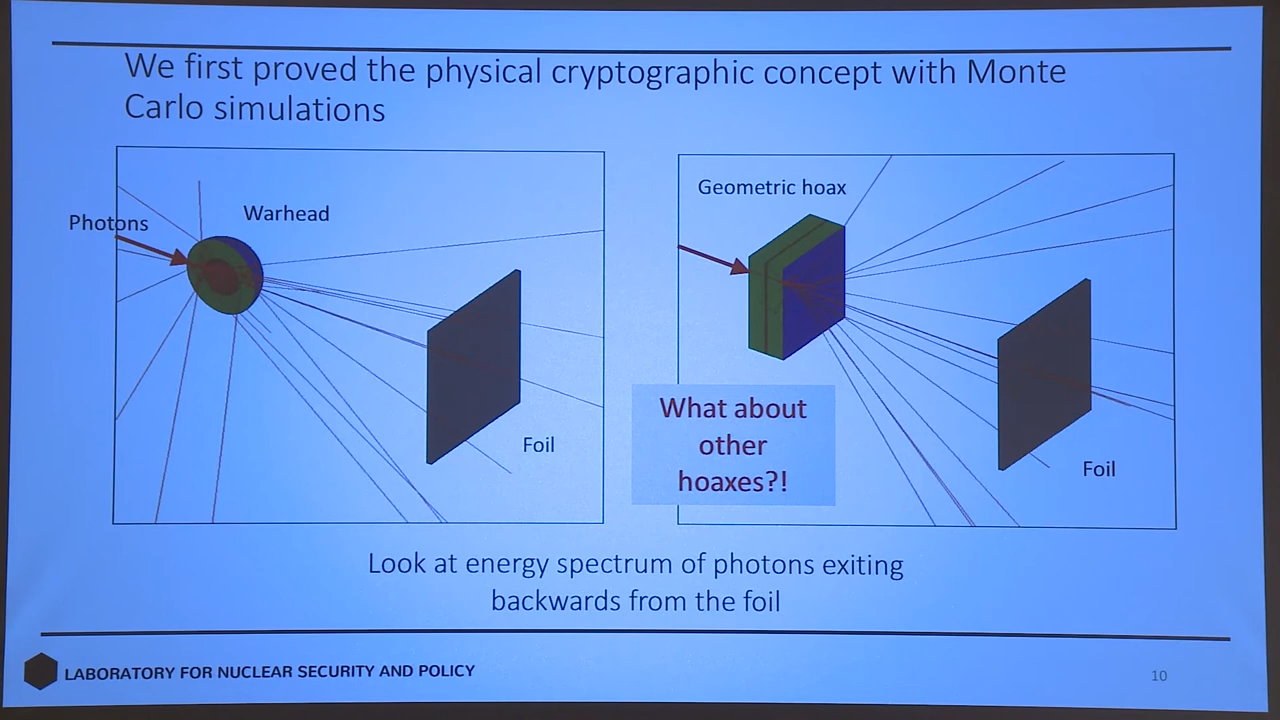 We first proved the physical cryptographic concept with Monte
Carlo simulations
Photons
Warhead
Foil
Geometric hoax
What about
other
hoaxes?!
Foil
Look at energy spectrum of photons exiting
backwards from the foil
LABORATORY FOR NUCLEAR SECURITY AND POLICY
10